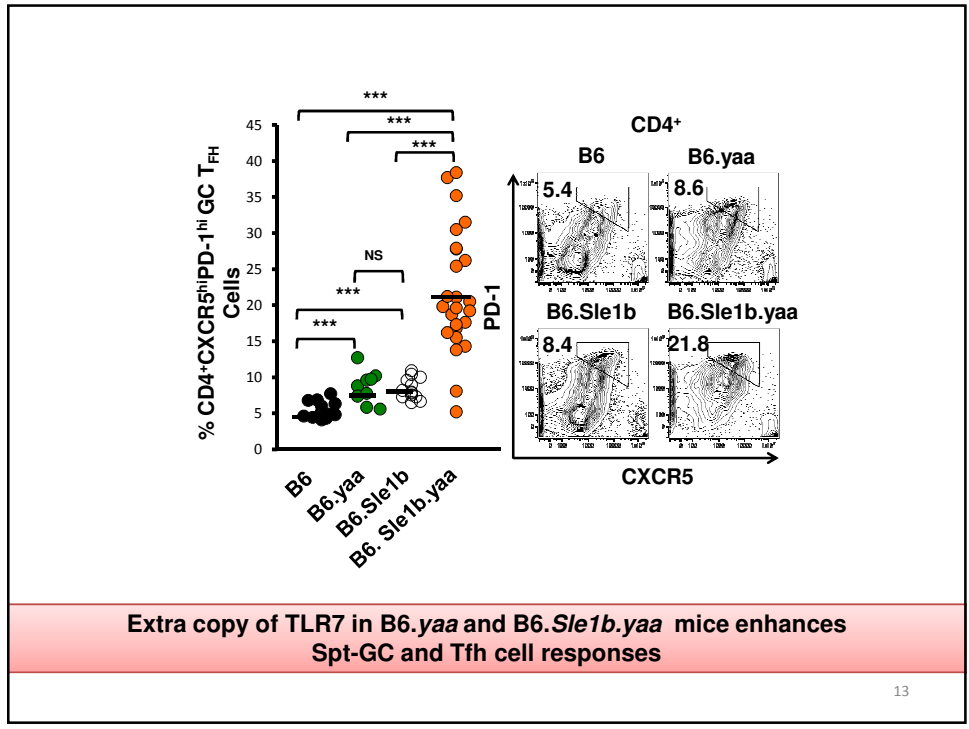 ***
***
***
% CD4⁺CXCR5ʰⁱPD-1ʰⁱ GC T_FH
Cells
45
40
35
30
25
20
15
10
5
0
NS
***
***
B6
B6.yaa
B6.Sle1b
B6. Sle1b.yaa
CD4⁺
B6 B6.yaa
5.4 8.6
B6.Sle1b B6.Sle1b.yaa
8.4 21.8
PD-1
CXCR5
Extra copy of TLR7 in B6.yaa and B6.Sle1b.yaa mice enhances
Spt-GC and Tfh cell responses
13